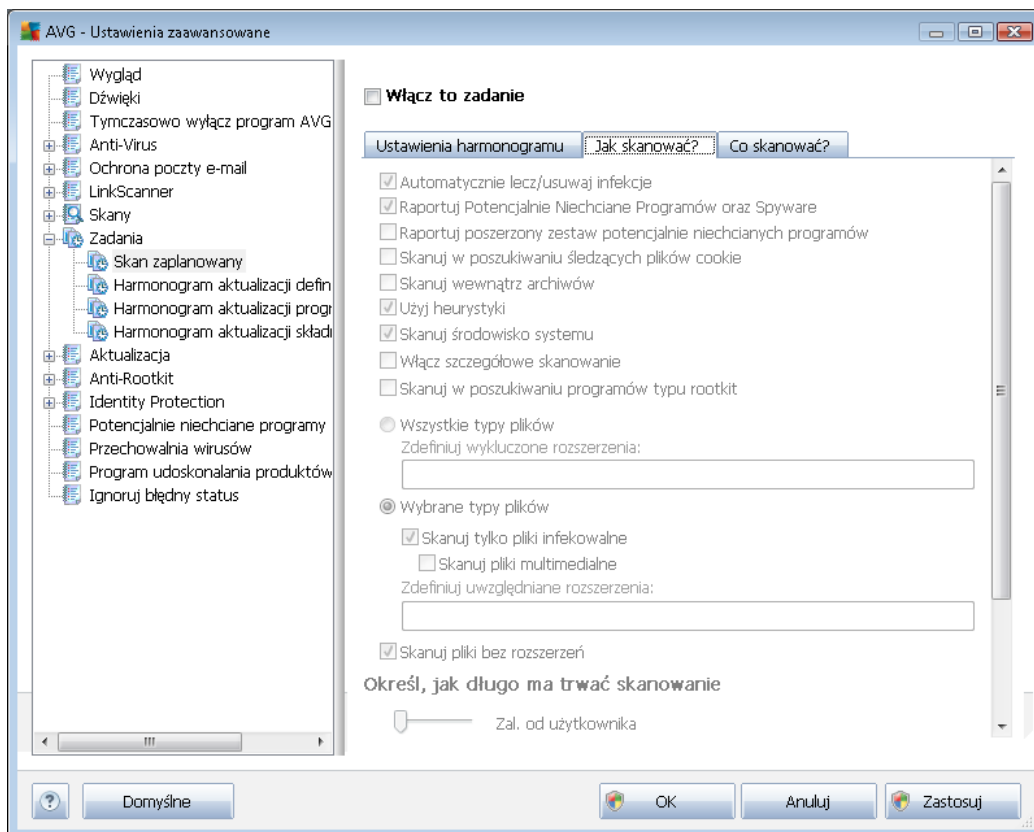 AVG - Ustawienia zaawansowane
Wygląd
Dźwięki
Tymczasowo wyłącz program AVG
Anti-Virus
Ochrona poczty e-mail
LinkScanner
Skany
Zadania
Skan zaplanowany
Harmonogram aktualizacji defin
Harmonogram aktualizacji progr
Harmonogram aktualizacji składn
Aktualizacja
Anti-Rootkit
Identity Protection
Potencjalnie niechciane programy
Przechowalnia wirusów
Program udoskonalania produktów
Ignoruj błędny status
Włącz to zadanie
Ustawienia harmonogramu
Jak skanować?
Co skanować?
Automatycznie lecz/usuwaj infekcje
Raportuj Potencjalnie Niechciane Programów oraz Spyware
Raportuj poszerzony zestaw potencjalnie niechcianych programów
Skanuj w poszukiwaniu śledzących plików cookie
Skanuj wewnątrz archiwów
Użyj heurystyki
Skanuj środowisko systemu
Włącz szczegółowe skanowanie
Skanuj w poszukiwaniu programów typu rootkit
Wszystkie typy plików
Zdefiniuj wykluczone rozszerzenia:
Wybrane typy plików
Skanuj tylko pliki infekowalne
Skanuj pliki multimedialne
Zdefiniuj uwzględniane rozszerzenia:
Skanuj pliki bez rozszerzeń
Określ, jak długo ma trwać skanowanie
Zal. od użytkownika
?
Domyślne
OK
Anuluj
Zastosuj